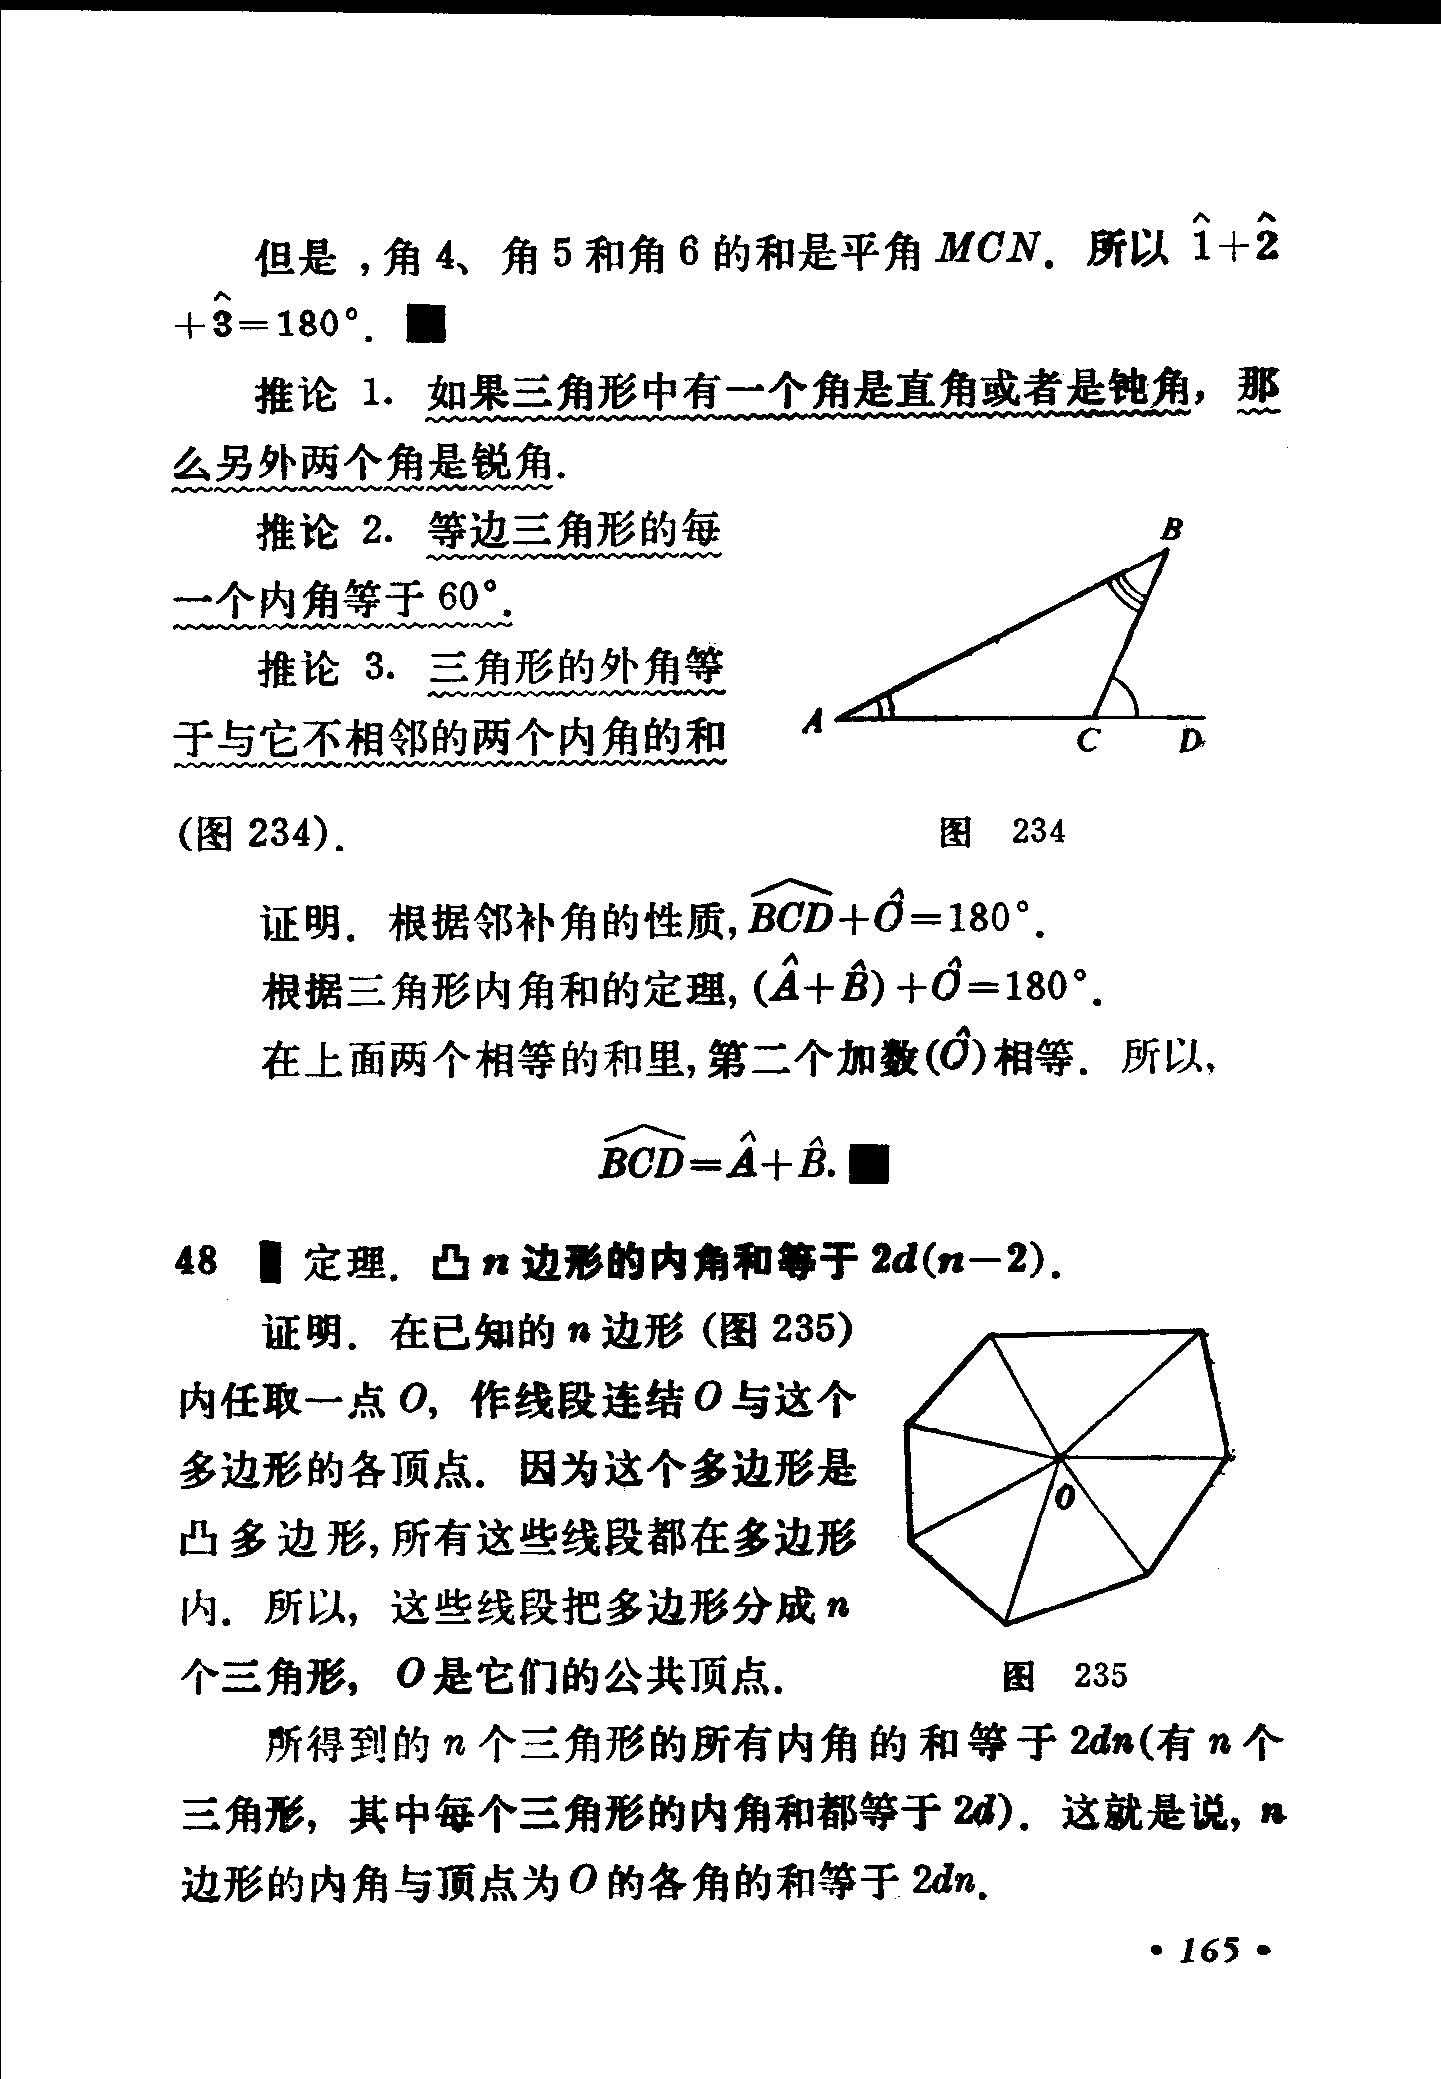 但是，角 4、角 5 和角 6 的和是平角 MCN．所以 1̂+2̂
+3̂=180°．■
推论 1．如果三角形中有一个角是直角或者是钝角，那
么另外两个角是锐角．
推论 2．等边三角形的每
一个内角等于 60°．
推论 3．三角形的外角等
于与它不相邻的两个内角的和
(图 234)．
B
A
C
D
图 234
证明．根据邻补角的性质，\widehat{BCD}+Ĉ=180°．
根据三角形内角和的定理，(Â+B̂)+Ĉ=180°．
在上面两个相等的和里，第二个加数(Ĉ)相等．所以，
\widehat{BCD}=Â+B̂．■
48 ▌定理．凸 n 边形的内角和等于 2d(n−2)．
证明．在已知的 n 边形 (图 235)
内任取一点 O，作线段连结 O 与这个
多边形的各顶点．因为这个多边形是
凸多边形，所有这些线段都在多边形
内．所以，这些线段把多边形分成 n
个三角形，O 是它们的公共顶点．
O
图 235
所得到的 n 个三角形的所有内角的和等于 2dn(有 n 个
三角形，其中每个三角形的内角和都等于 2d)．这就是说，n
边形的内角与顶点为 O 的各角的和等于 2dn．
• 165 •